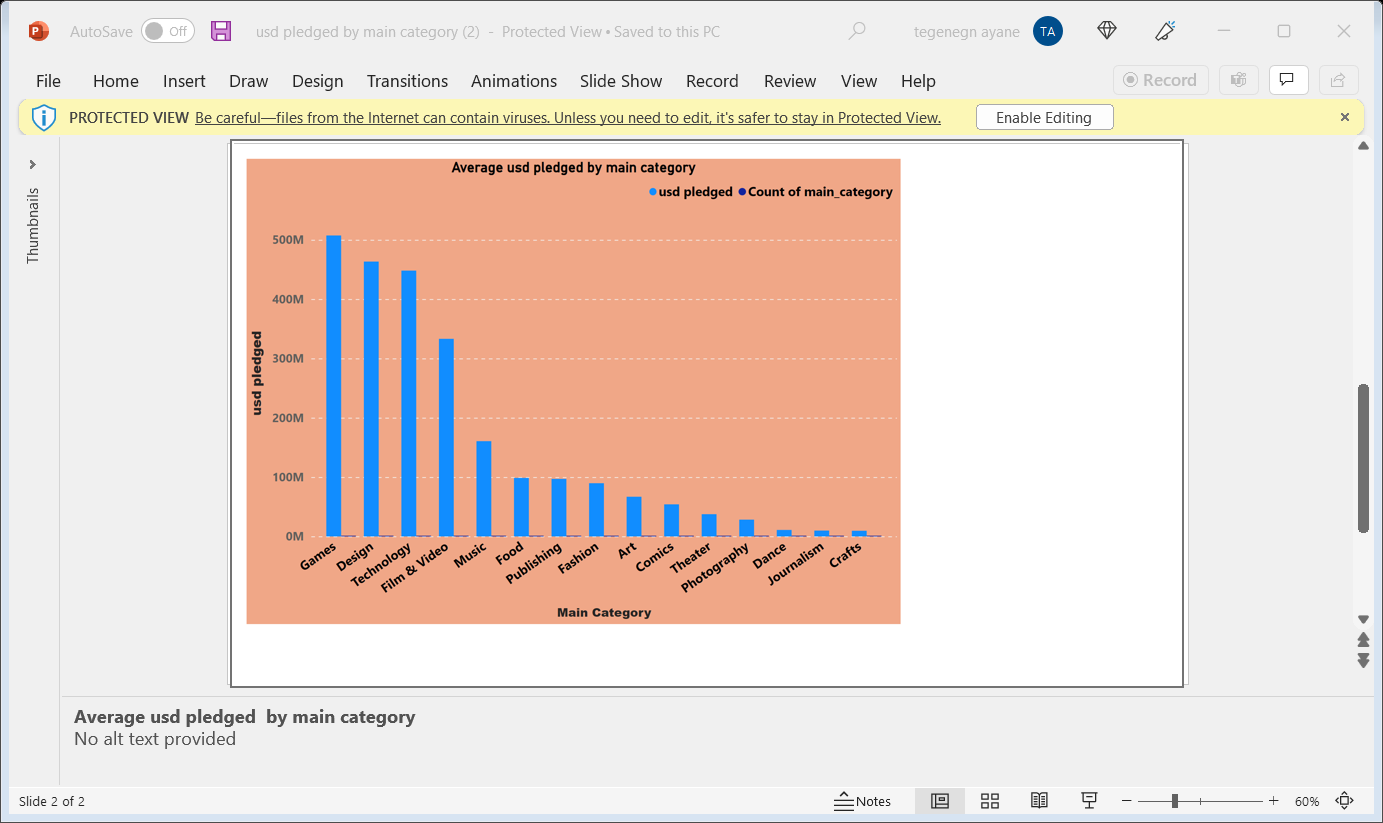 AutoSave Off usd pledged by main category (2) - Protected View • Saved to this PC tegenegn ayane TA
File Home Insert Draw Design Transitions Animations Slide Show Record Review View Help Record
PROTECTED VIEW Be careful—files from the Internet can contain viruses. Unless you need to edit, it's safer to stay in Protected View. Enable Editing
Thumbnails
Average usd pledged by main category
usd pledged Count of main_category
usd pledged
500M
400M
300M
200M
100M
0M
Games
Design
Technology
Film & Video
Music
Food
Publishing
Fashion
Art
Comics
Theater
Photography
Dance
Journalism
Crafts
Main Category
Average usd pledged by main category
No alt text provided
Slide 2 of 2 Notes 60%